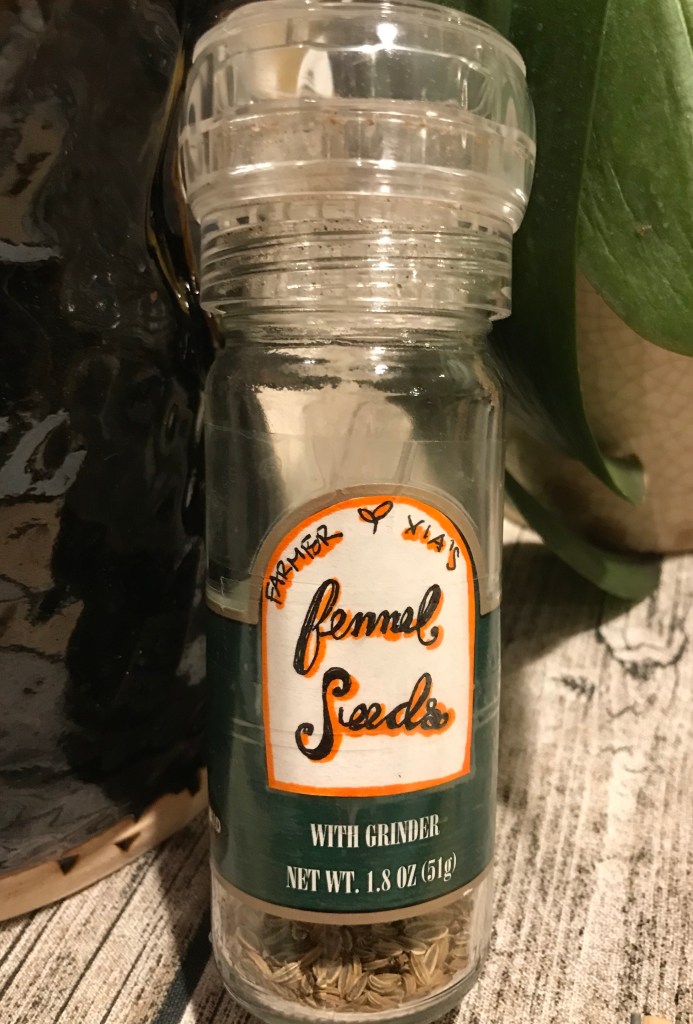 FARMER XIA'S
fennel
Seeds
WITH GRINDER
NET WT. 1.8 OZ (51g)